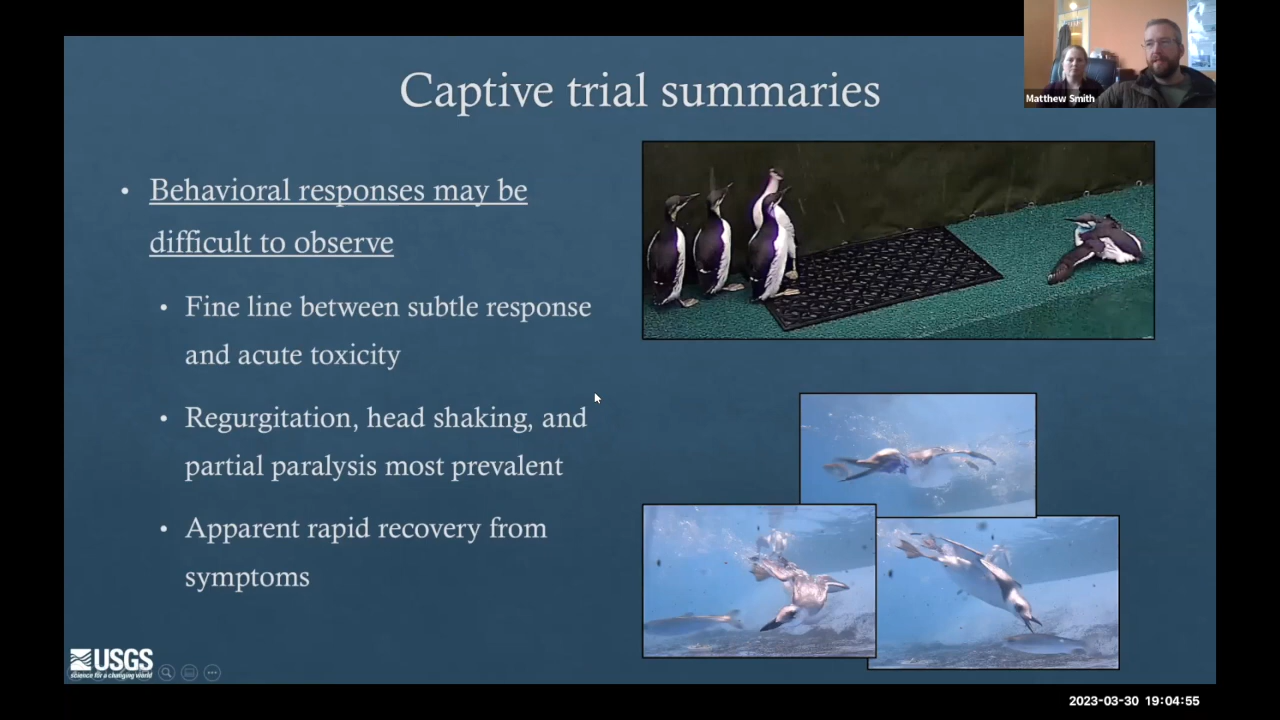 Captive trial summaries
Matthew Smith
• Behavioral responses may be
difficult to observe
• Fine line between subtle response
and acute toxicity
• Regurgitation, head shaking, and
partial paralysis most prevalent
• Apparent rapid recovery from
symptoms
USGS
science for a changing world
2023-03-30 19:04:55